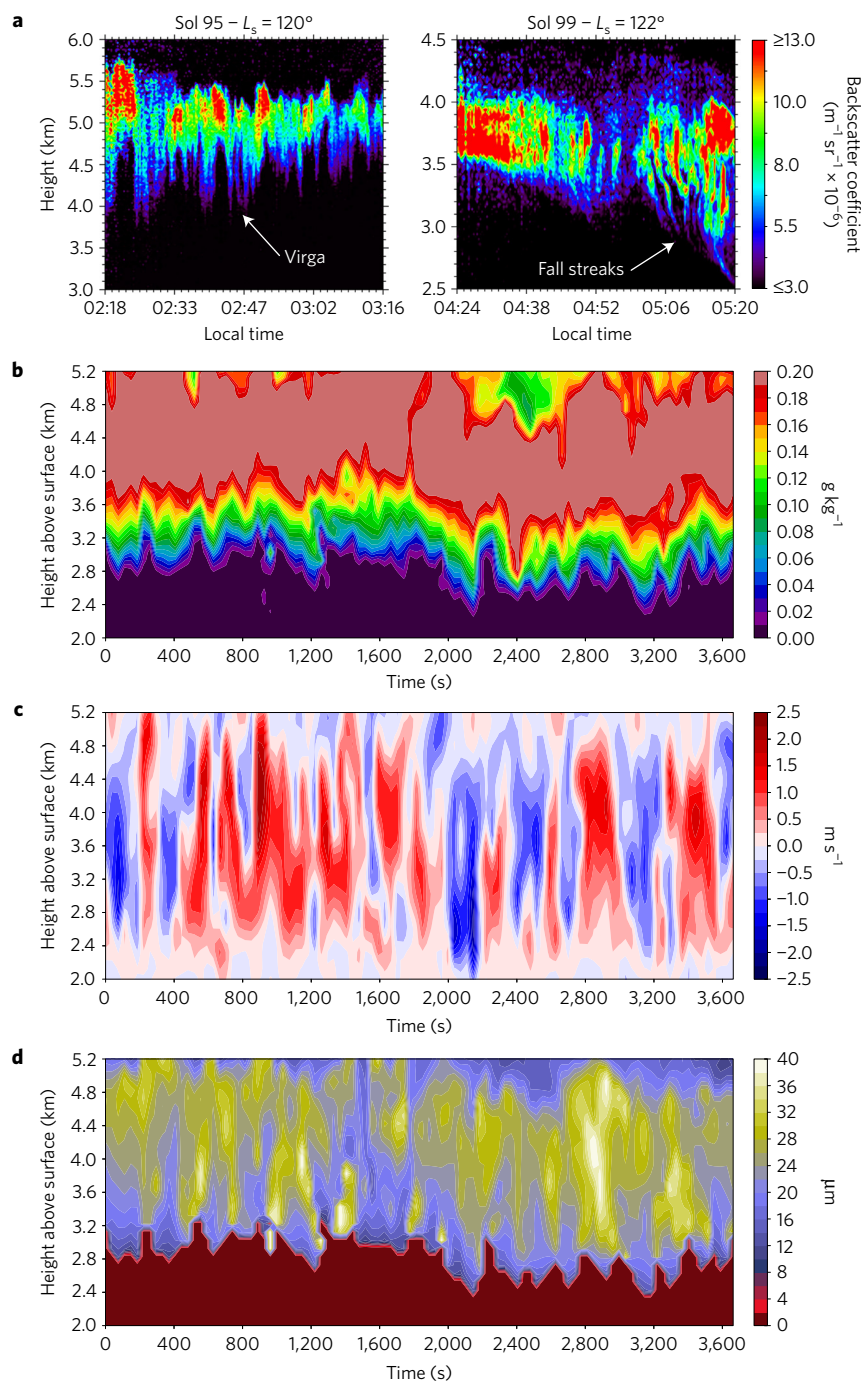 a
Sol 95 – Ls = 120°
Sol 99 – Ls = 122°
6.0
5.5
5.0
4.5
4.0
3.5
3.0
Height (km)
Virga
02:18 02:33 02:47 03:02 03:16
Local time
4.5
4.0
3.5
3.0
2.5
Fall streaks
04:24 04:38 04:52 05:06 05:20
Local time
≥13.0
10.0
8.0
5.5
≤3.0
Backscatter coefficient
(m⁻¹ sr⁻¹ × 10⁻⁶)
b
5.2
4.8
4.4
4.0
3.6
3.2
2.8
2.4
2.0
Height above surface (km)
0 400 800 1,200 1,600 2,000 2,400 2,800 3,200 3,600
Time (s)
0.20
0.18
0.16
0.14
0.12
0.10
0.08
0.06
0.04
0.02
0.00
g kg⁻¹
c
5.2
4.8
4.4
4.0
3.6
3.2
2.8
2.4
2.0
Height above surface (km)
0 400 800 1,200 1,600 2,000 2,400 2,800 3,200 3,600
Time (s)
2.5
2.0
1.5
1.0
0.5
0.0
−0.5
−1.0
−1.5
−2.0
−2.5
m s⁻¹
d
5.2
4.8
4.4
4.0
3.6
3.2
2.8
2.4
2.0
Height above surface (km)
0 400 800 1,200 1,600 2,000 2,400 2,800 3,200 3,600
Time (s)
40
36
32
28
24
20
16
12
8
4
0
μm